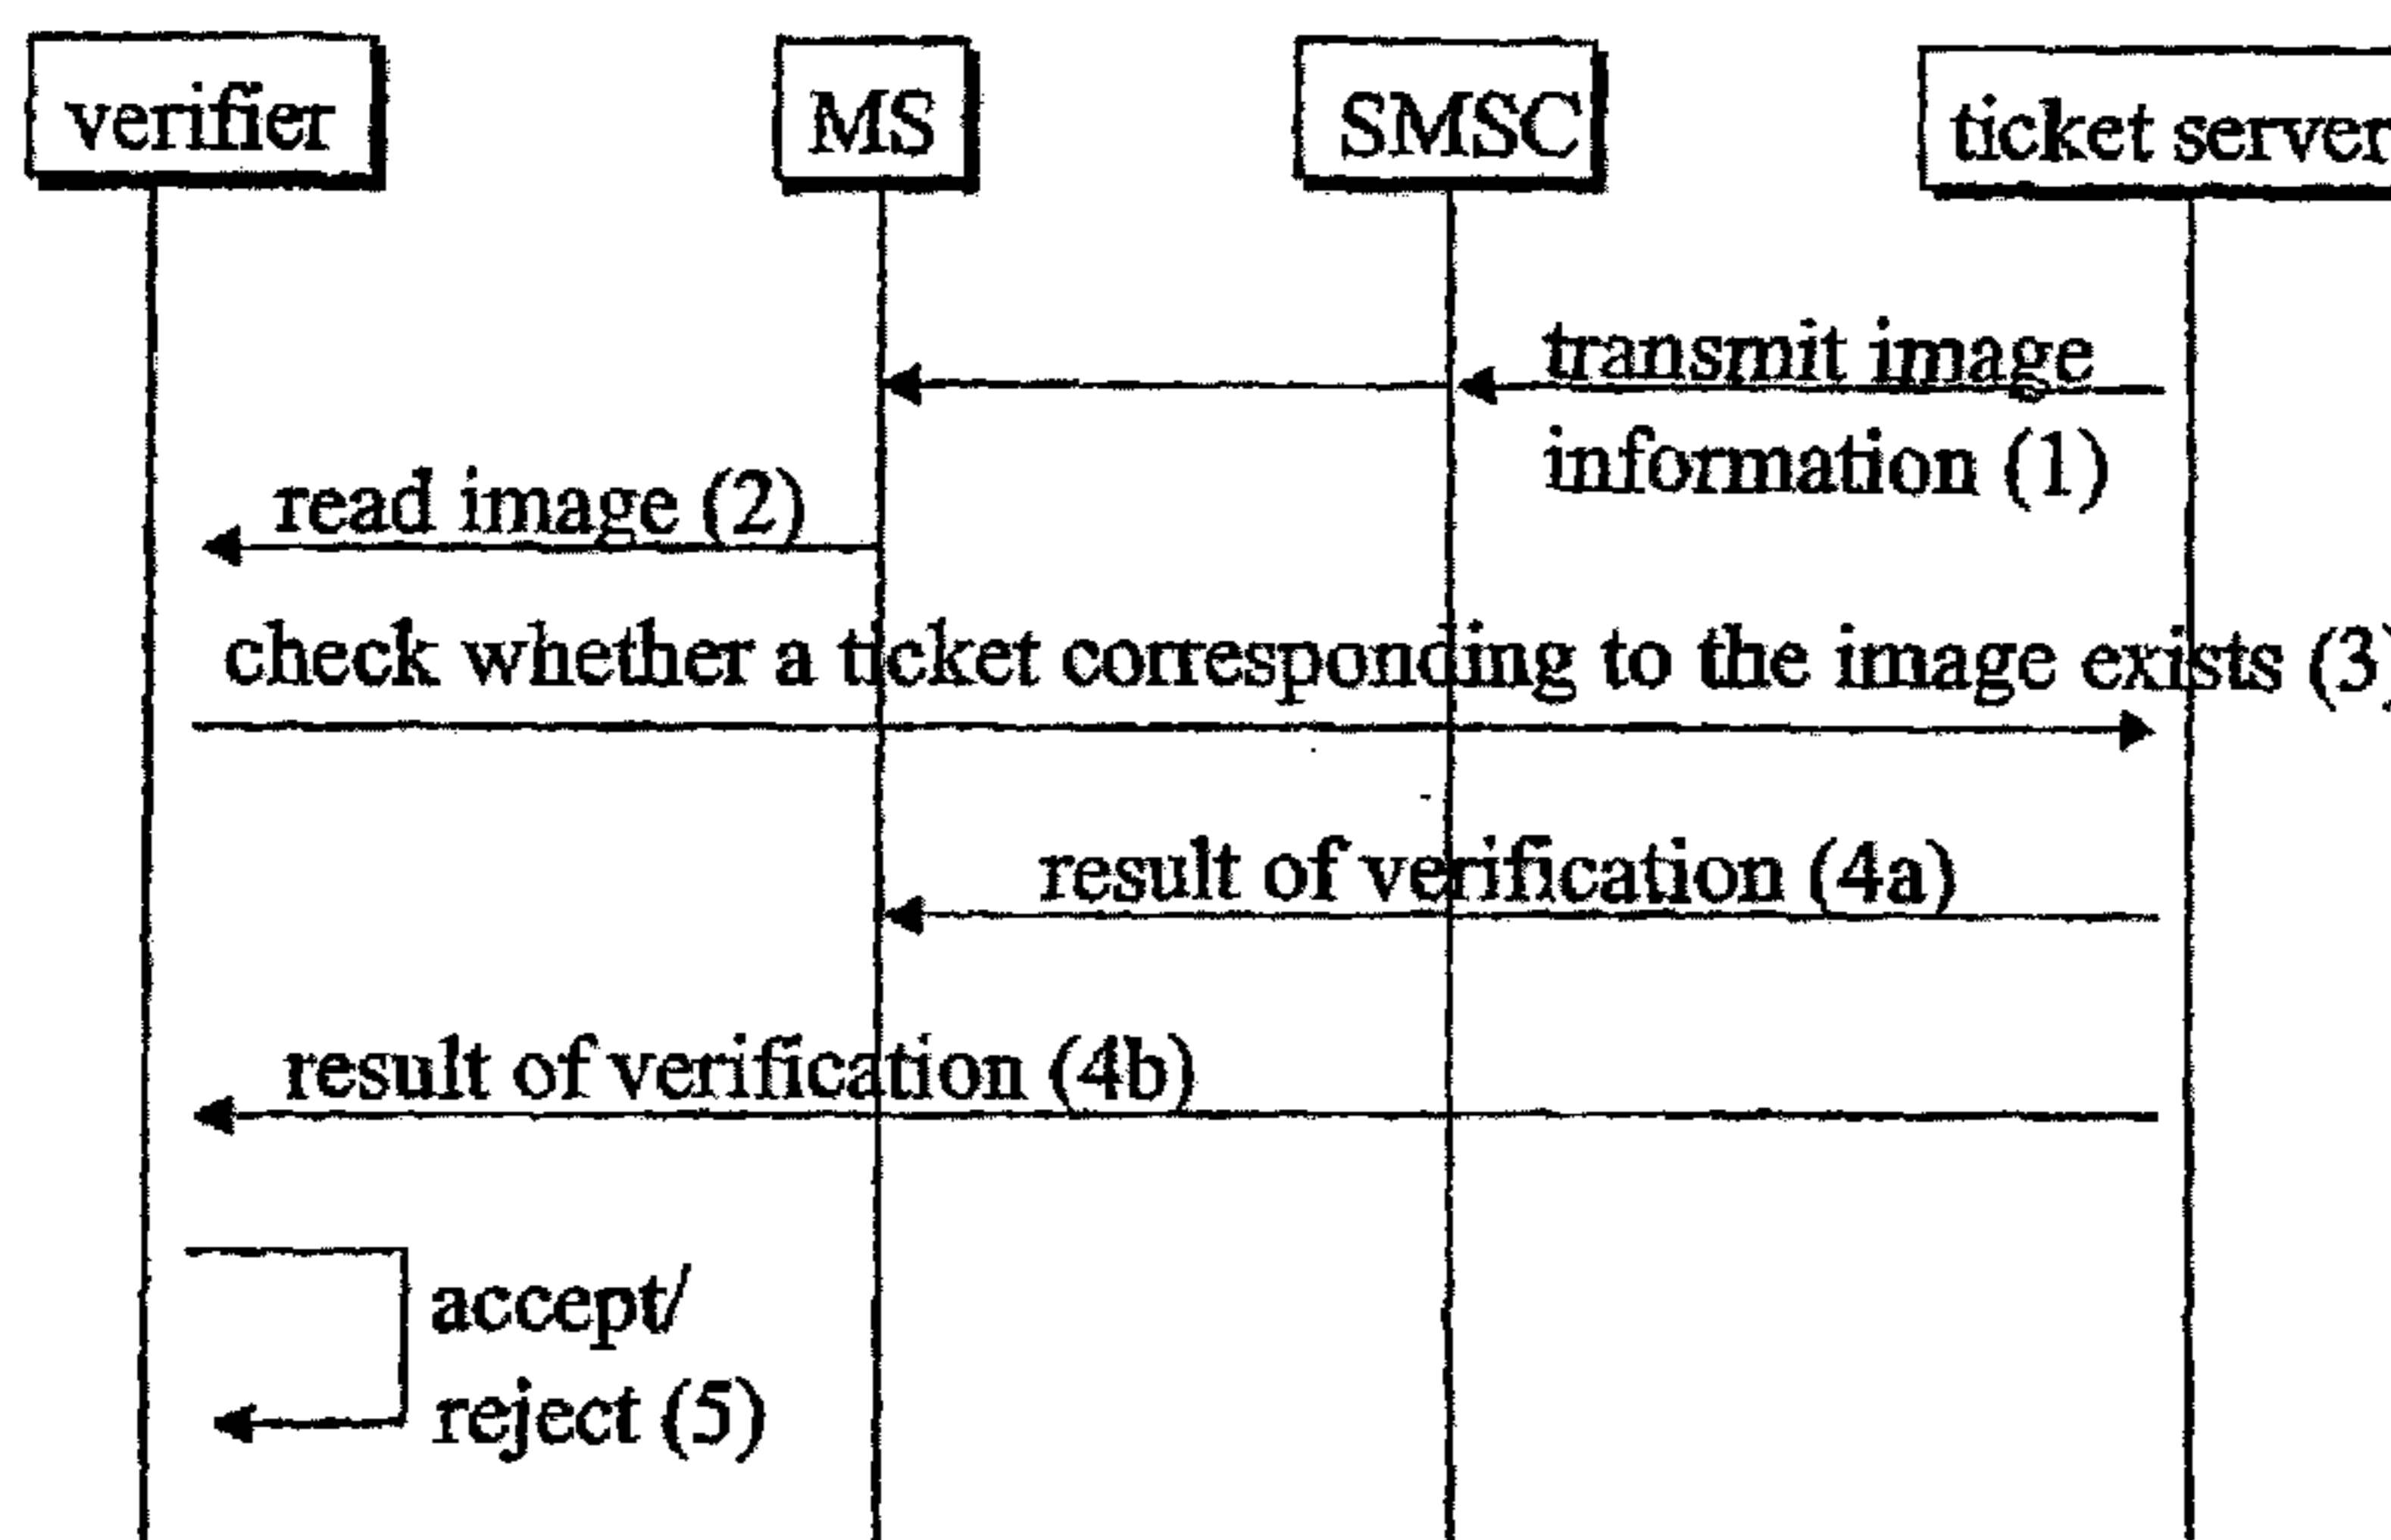 verifier
MS
SMSC
ticket server
transmit image
information (1)
read image (2)
check whether a ticket corresponding to the image exists (3)
result of verification (4a)
result of verification (4b)
accept/
reject (5)